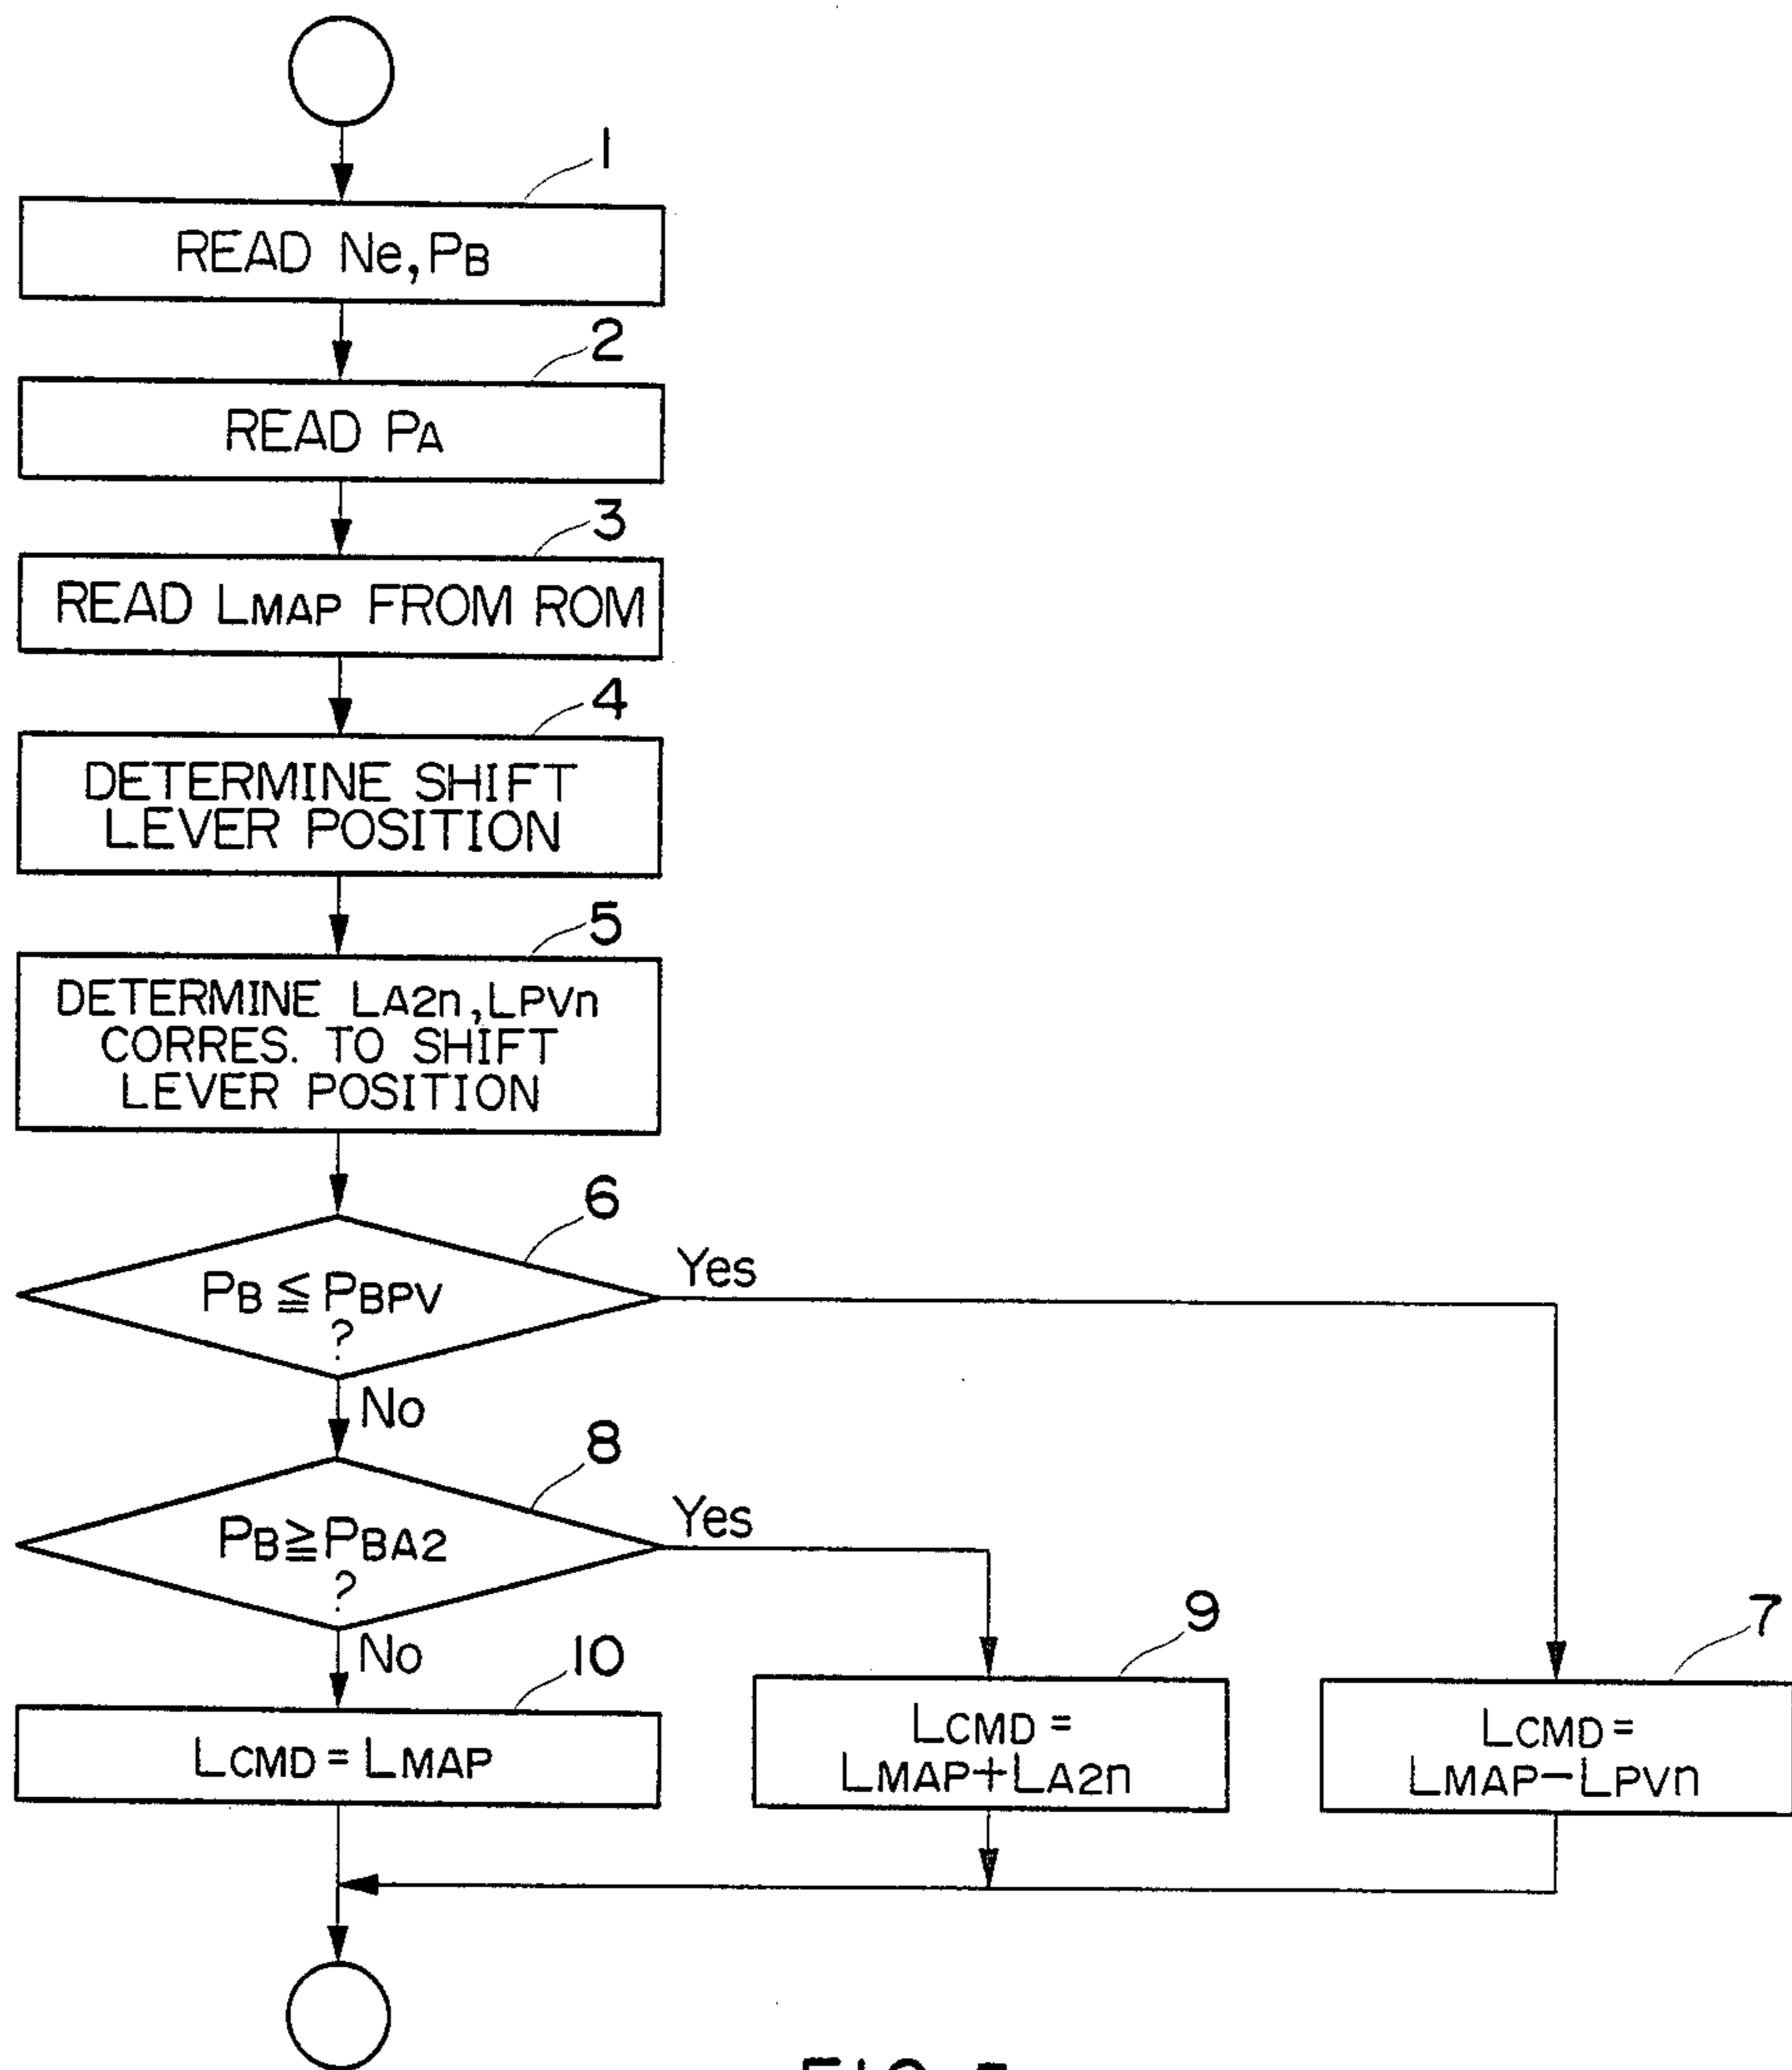 1
READ Ne, PB
2
READ PA
3
READ LMAP FROM ROM
4
DETERMINE SHIFT
LEVER POSITION
5
DETERMINE LA2n, LPVn
CORRES. TO SHIFT
LEVER POSITION
6
PB ≦ PBPV
?
Yes
No
8
PB ≧ PBA2
?
Yes
No
10
LCMD = LMAP
9
LCMD =
LMAP+LA2n
7
LCMD =
LMAP−LPVn